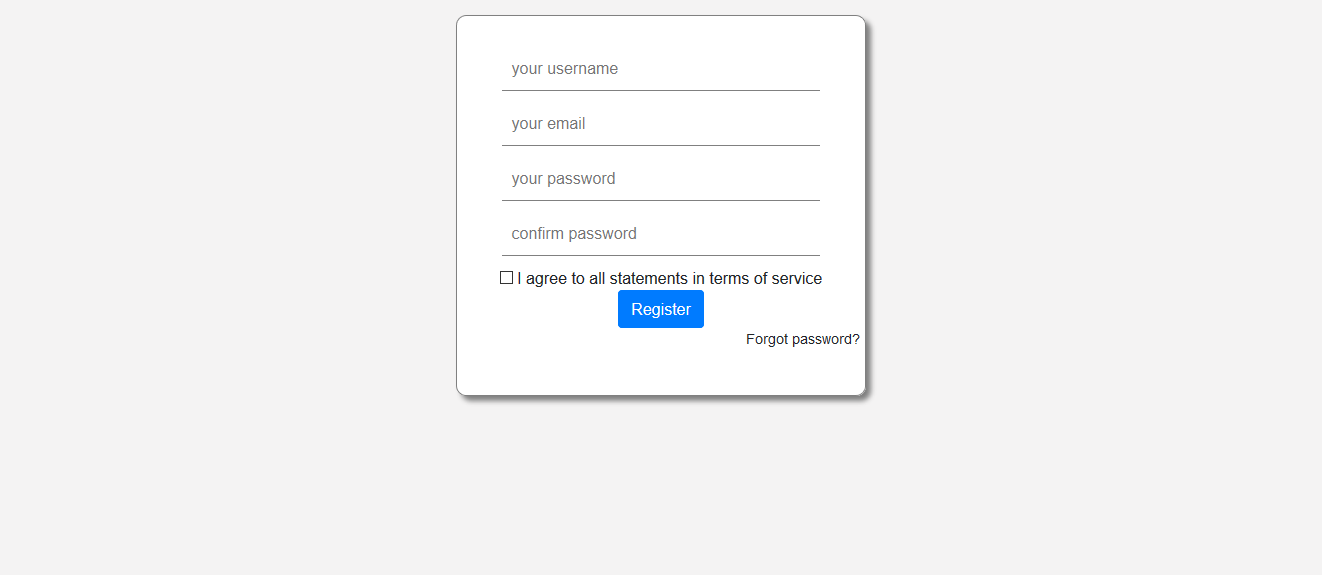 your username
your email
your password
confirm password
I agree to all statements in terms of service
Register
Forgot password?